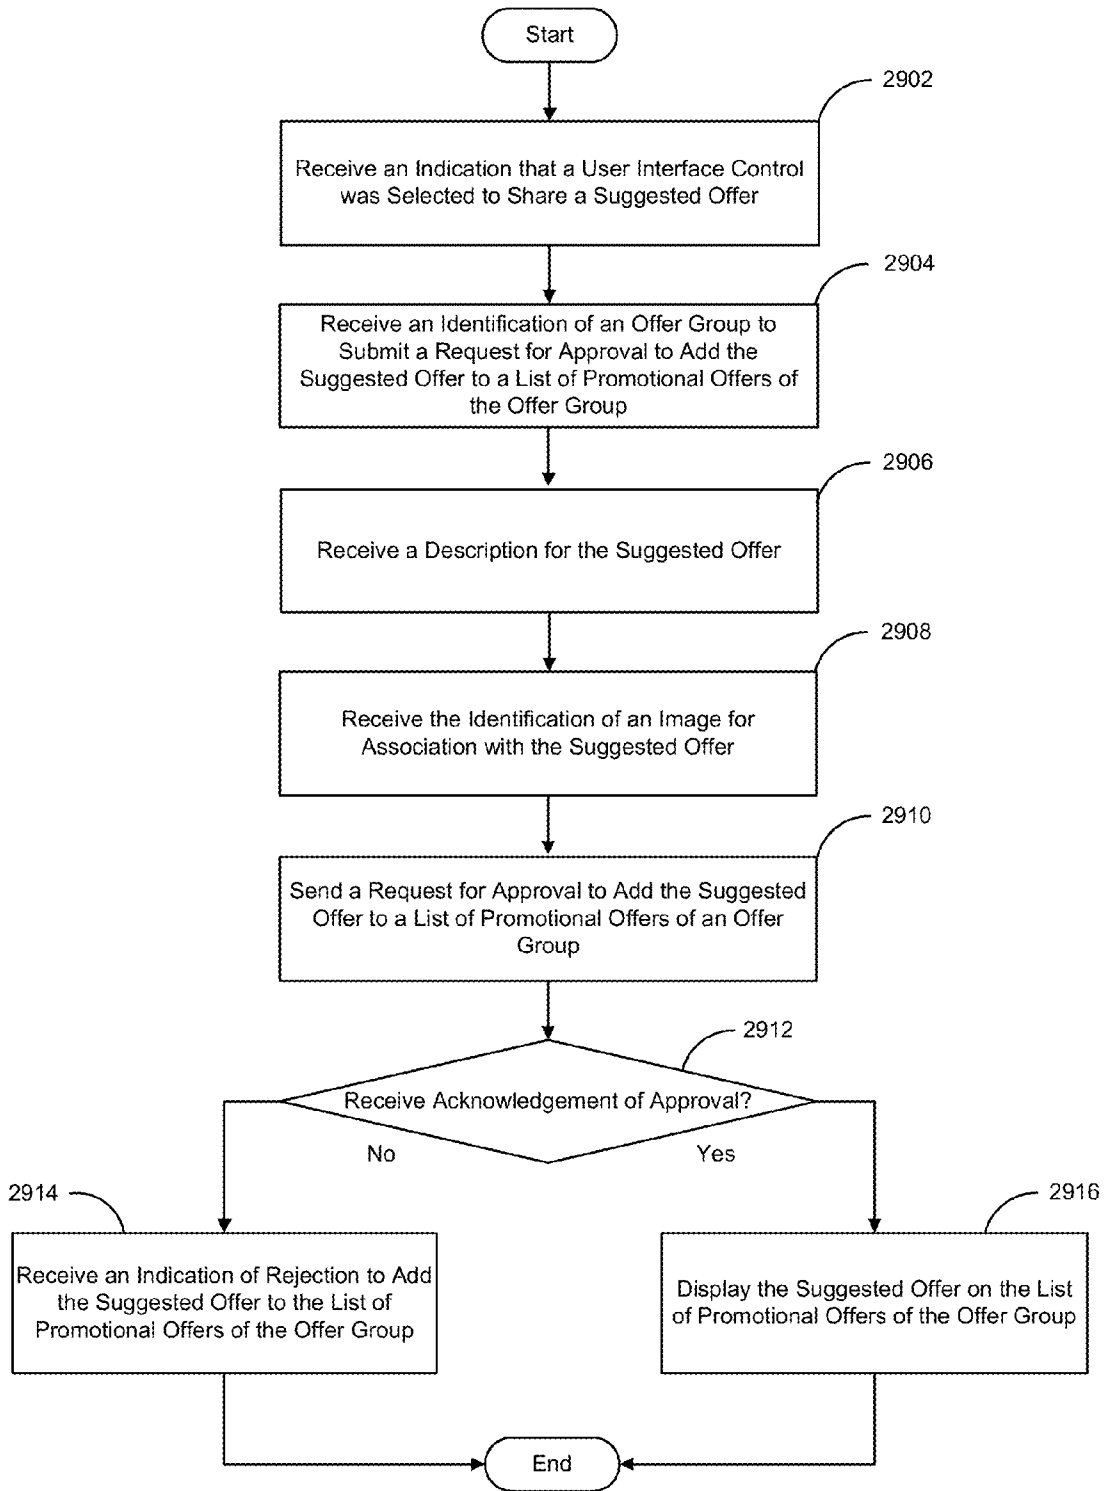 Start
2902
Receive an Indication that a User Interface Control
was Selected to Share a Suggested Offer
2904
Receive an Identification of an Offer Group to
Submit a Request for Approval to Add the
Suggested Offer to a List of Promotional Offers of
the Offer Group
2906
Receive a Description for the Suggested Offer
2908
Receive the Identification of an Image for
Association with the Suggested Offer
2910
Send a Request for Approval to Add the Suggested
Offer to a List of Promotional Offers of an Offer
Group
2912
Receive Acknowledgement of Approval?
No
Yes
2914
Receive an Indication of Rejection to Add
the Suggested Offer to the List of
Promotional Offers of the Offer Group
2916
Display the Suggested Offer on the List
of Promotional Offers of the Offer Group
End